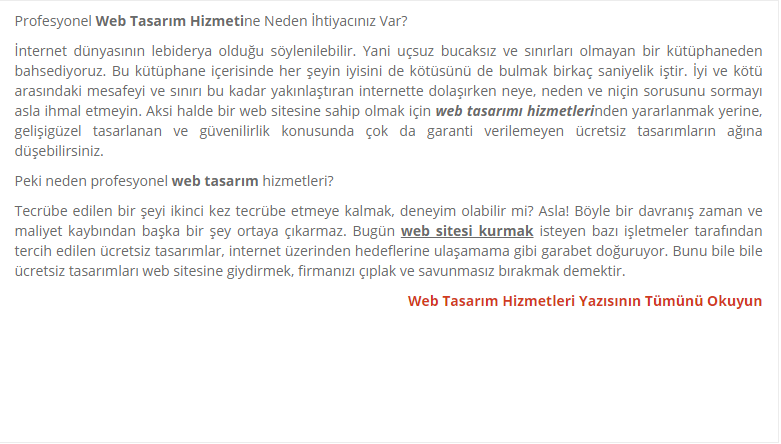 Profesyonel Web Tasarım Hizmetine Neden İhtiyacınız Var?
İnternet dünyasının lebiderya olduğu söylenilebilir. Yani uçsuz bucaksız ve sınırları olmayan bir kütüphaneden
bahsediyoruz. Bu kütüphane içerisinde her şeyin iyisini de kötüsünü de bulmak birkaç saniyelik iştir. İyi ve kötü
arasındaki mesafeyi ve sınırı bu kadar yakınlaştıran internette dolaşırken neye, neden ve niçin sorusunu sormayı
asla ihmal etmeyin. Aksi halde bir web sitesine sahip olmak için web tasarımı hizmetlerinden yararlanmak yerine,
gelişigüzel tasarlanan ve güvenilirlik konusunda çok da garanti verilemeyen ücretsiz tasarımların ağına
düşebilirsiniz.
Peki neden profesyonel web tasarım hizmetleri?
Tecrübe edilen bir şeyi ikinci kez tecrübe etmeye kalmak, deneyim olabilir mi? Asla! Böyle bir davranış zaman ve
maliyet kaybından başka bir şey ortaya çıkarmaz. Bugün web sitesi kurmak isteyen bazı işletmeler tarafından
tercih edilen ücretsiz tasarımlar, internet üzerinden hedeflerine ulaşamama gibi garabet doğuruyor. Bunu bile bile
ücretsiz tasarımları web sitesine giydirmek, firmanızı çıplak ve savunmasız bırakmak demektir.
Web Tasarım Hizmetleri Yazısının Tümünü Okuyun